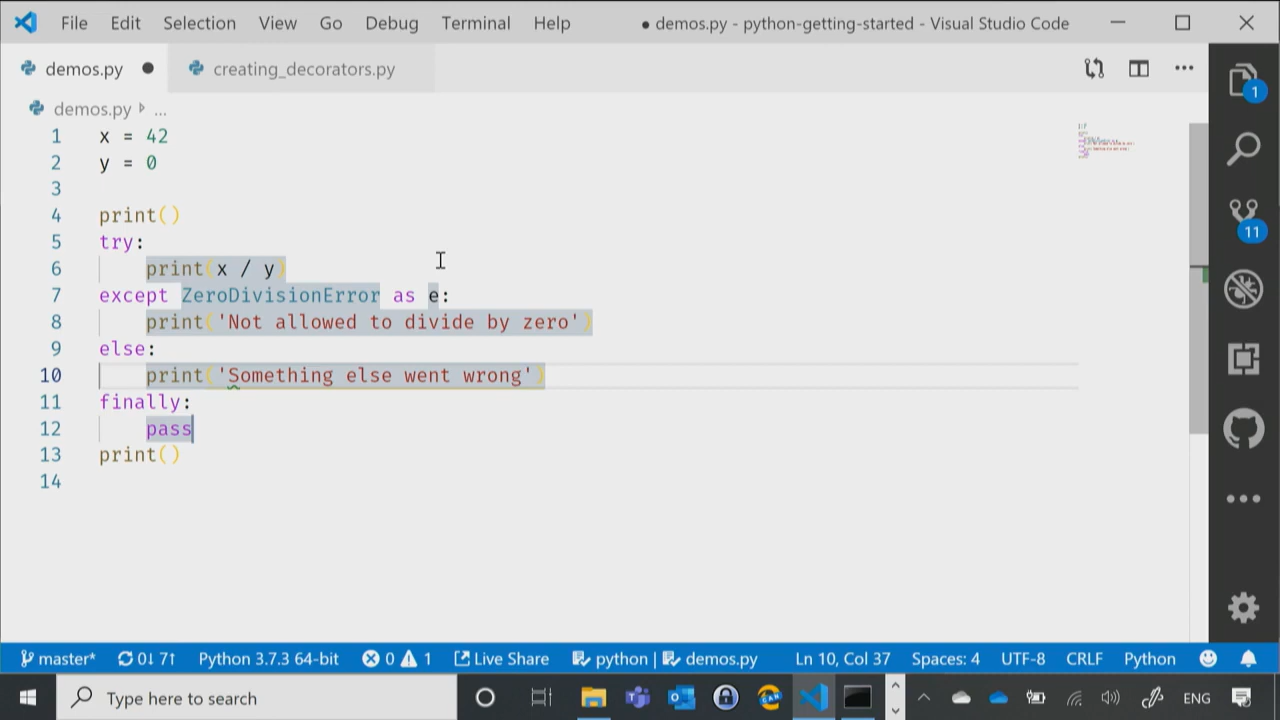 File Edit Selection View Go Debug Terminal Help ● demos.py - python-getting-started - Visual Studio Code
demos.py ● creating_decorators.py
demos.py ...
1 x = 42
2 y = 0
3
4 print()
5 try:
6 print(x / y)
7 except ZeroDivisionError as e:
8 print('Not allowed to divide by zero')
9 else:
10 print('Something else went wrong')
11 finally:
12 pass
13 print()
14
1
11
master* 0↓ 7↑ Python 3.7.3 64-bit 0 1 Live Share python | demos.py Ln 10, Col 37 Spaces: 4 UTF-8 CRLF Python
Type here to search ENG